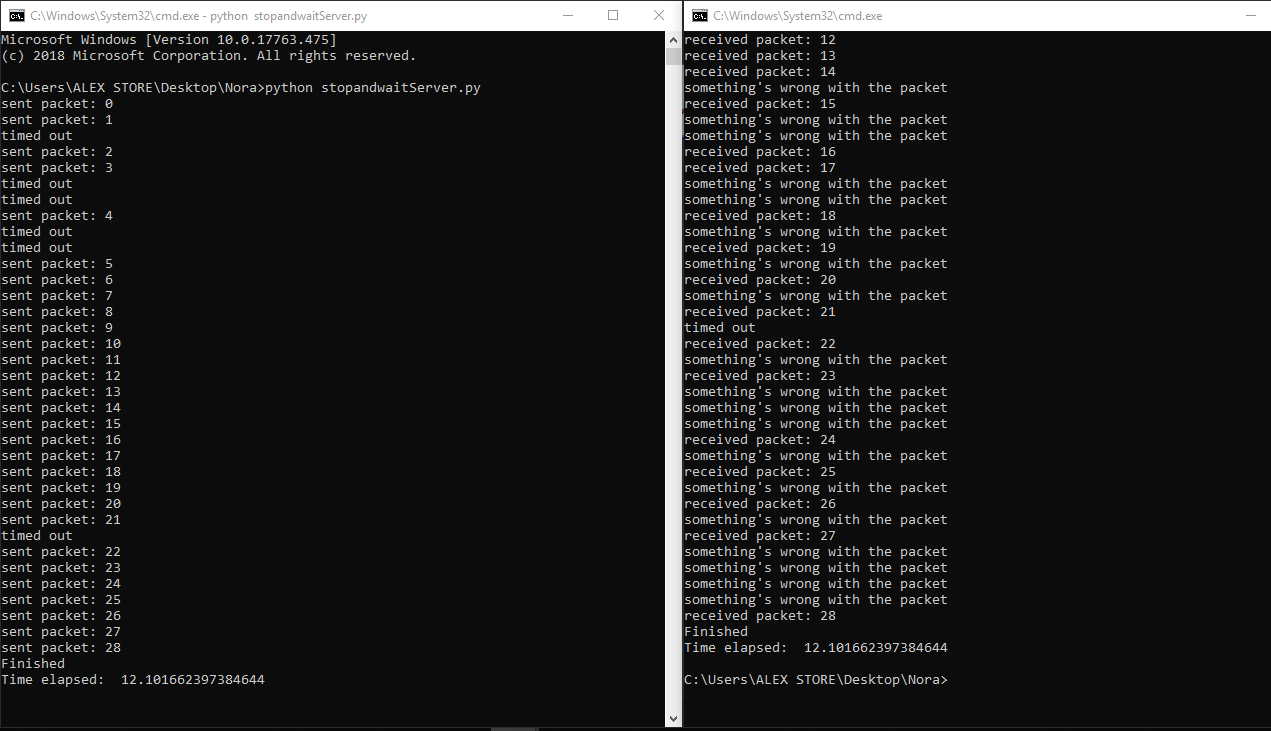 C:\Windows\System32\cmd.exe - python  stopandwaitServer.py
Microsoft Windows [Version 10.0.17763.475]
(c) 2018 Microsoft Corporation. All rights reserved.
C:\Users\ALEX STORE\Desktop\Nora>python stopandwaitServer.py
sent packet: 0
sent packet: 1
timed out
sent packet: 2
sent packet: 3
timed out
timed out
sent packet: 4
timed out
timed out
sent packet: 5
sent packet: 6
sent packet: 7
sent packet: 8
sent packet: 9
sent packet: 10
sent packet: 11
sent packet: 12
sent packet: 13
sent packet: 14
sent packet: 15
sent packet: 16
sent packet: 17
sent packet: 18
sent packet: 19
sent packet: 20
sent packet: 21
timed out
sent packet: 22
sent packet: 23
sent packet: 24
sent packet: 25
sent packet: 26
sent packet: 27
sent packet: 28
Finished
Time elapsed:  12.101662397384644
C:\Windows\System32\cmd.exe
received packet: 12
received packet: 13
received packet: 14
something's wrong with the packet
received packet: 15
something's wrong with the packet
something's wrong with the packet
received packet: 16
received packet: 17
something's wrong with the packet
something's wrong with the packet
received packet: 18
something's wrong with the packet
received packet: 19
something's wrong with the packet
received packet: 20
something's wrong with the packet
received packet: 21
timed out
received packet: 22
something's wrong with the packet
received packet: 23
something's wrong with the packet
something's wrong with the packet
something's wrong with the packet
received packet: 24
something's wrong with the packet
received packet: 25
something's wrong with the packet
received packet: 26
something's wrong with the packet
received packet: 27
something's wrong with the packet
something's wrong with the packet
something's wrong with the packet
something's wrong with the packet
received packet: 28
Finished
Time elapsed:  12.101662397384644
C:\Users\ALEX STORE\Desktop\Nora>